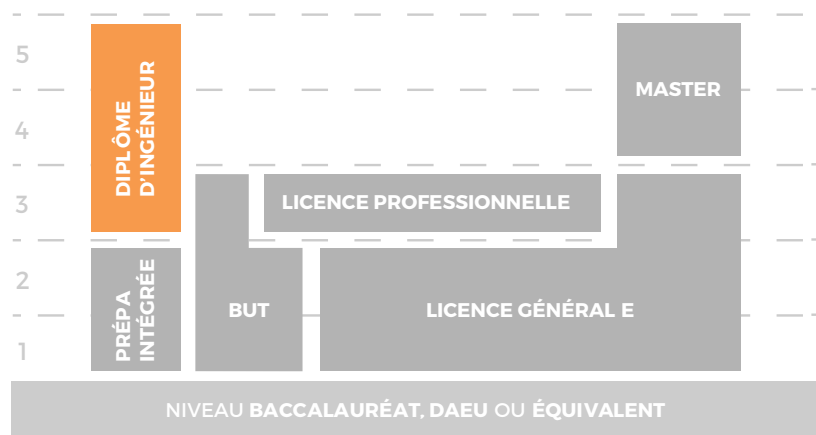 5
DIPLÔME
D'INGÉNIEUR
MASTER
4
3
LICENCE PROFESSIONNELLE
2
PRÉPA
INTÉGRÉE
BUT
LICENCE GÉNÉRAL E
1
NIVEAU BACCALAURÉAT, DAEU OU ÉQUIVALENT